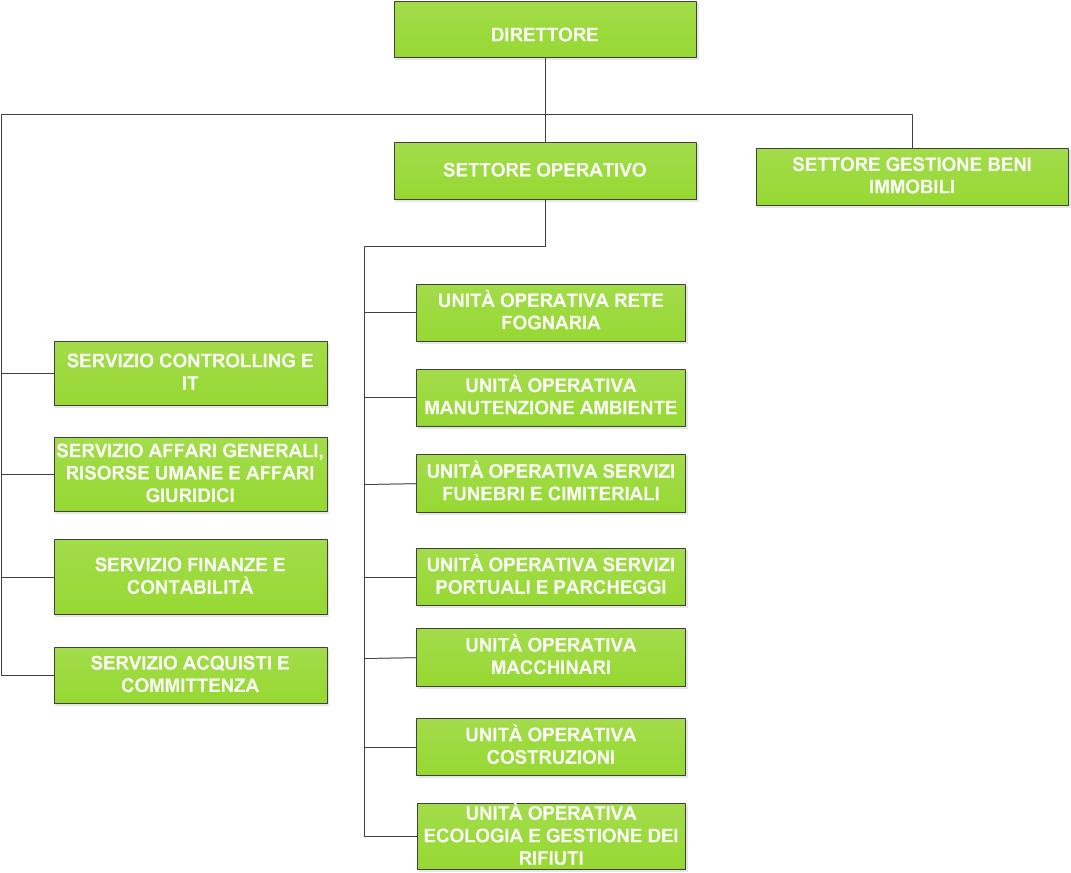 DIRETTORE
SETTORE OPERATIVO
SETTORE GESTIONE BENI
IMMOBILI
SERVIZIO CONTROLLING E
IT
SERVIZIO AFFARI GENERALI,
RISORSE UMANE E AFFARI
GIURIDICI
SERVIZIO FINANZE E
CONTABILITÀ
SERVIZIO ACQUISTI E
COMMITTENZA
UNITÀ OPERATIVA RETE
FOGNARIA
UNITÀ OPERATIVA
MANUTENZIONE AMBIENTE
UNITÀ OPERATIVA SERVIZI
FUNEBRI E CIMITERIALI
UNITÀ OPERATIVA SERVIZI
PORTUALI E PARCHEGGI
UNITÀ OPERATIVA
MACCHINARI
UNITÀ OPERATIVA
COSTRUZIONI
UNITÀ OPERATIVA
ECOLOGIA E GESTIONE DEI
RIFIUTI